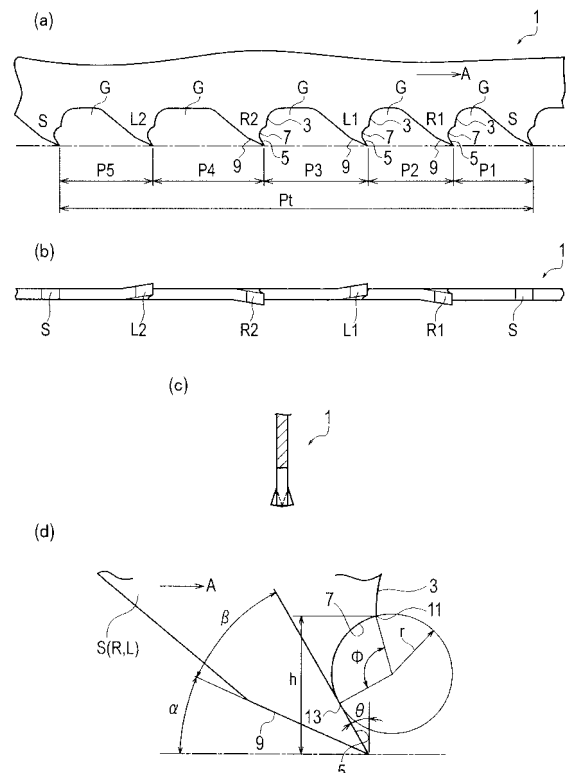 (a)
1
A
G G G G G
S L2 R2 L1 R1 S
3 3 3
7 7 7
9 5 9 5 9 5
P5 P4 P3 P2 P1
Pt
(b)
1
S L2 R2 L1 R1 S
(c)
1
(d)
A
3
7 11
β r
S(R,L)
h Φ
α 13 θ
9
5